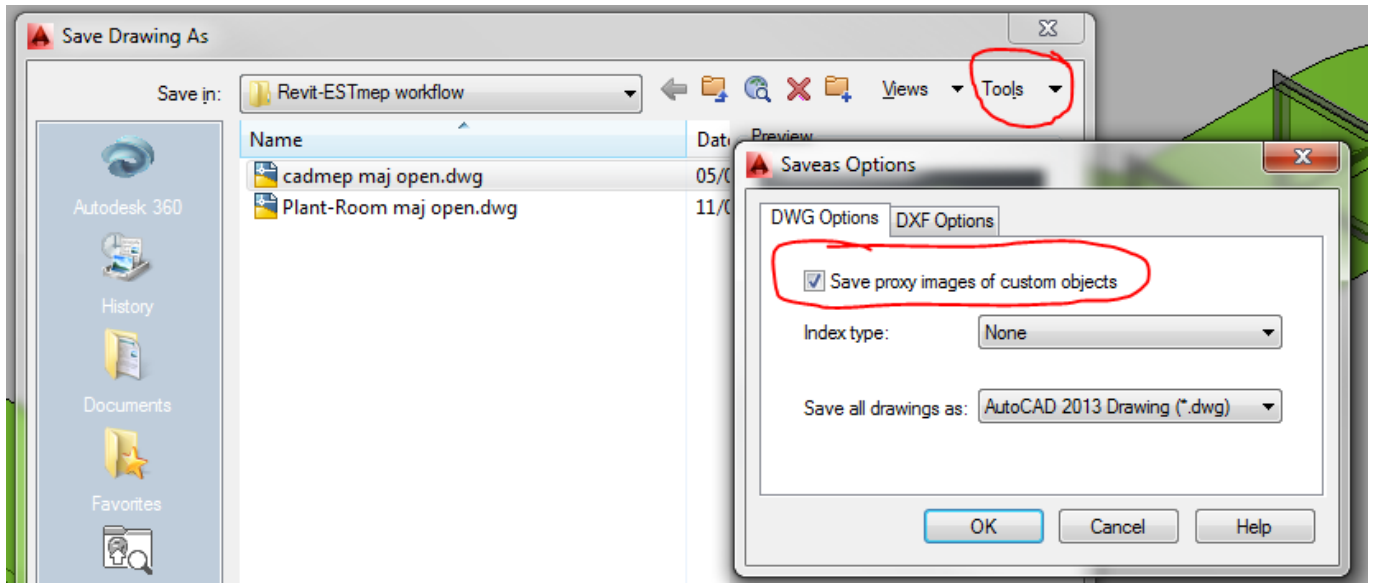 Save Drawing As
Save in: Revit-ESTmep workflow Views Tools
Name Date Preview
cadmep maj open.dwg 05/0
Plant-Room maj open.dwg 11/0
Autodesk 360
History
Documents
Favorites
Saveas Options
DWG Options DXF Options
Save proxy images of custom objects
Index type: None
Save all drawings as: AutoCAD 2013 Drawing (*.dwg)
OK Cancel Help